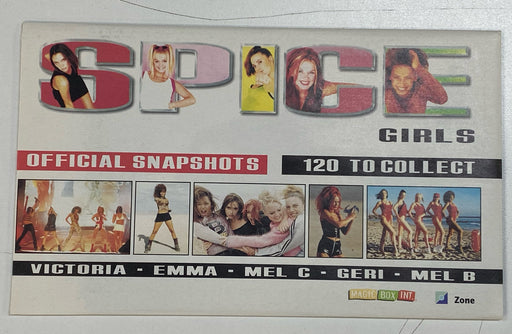 SPICE
GIRLS
OFFICIAL SNAPSHOTS 120 TO COLLECT
VICTORIA - EMMA - MEL C - GERI - MEL B
MAGIC BOX INT. Zone